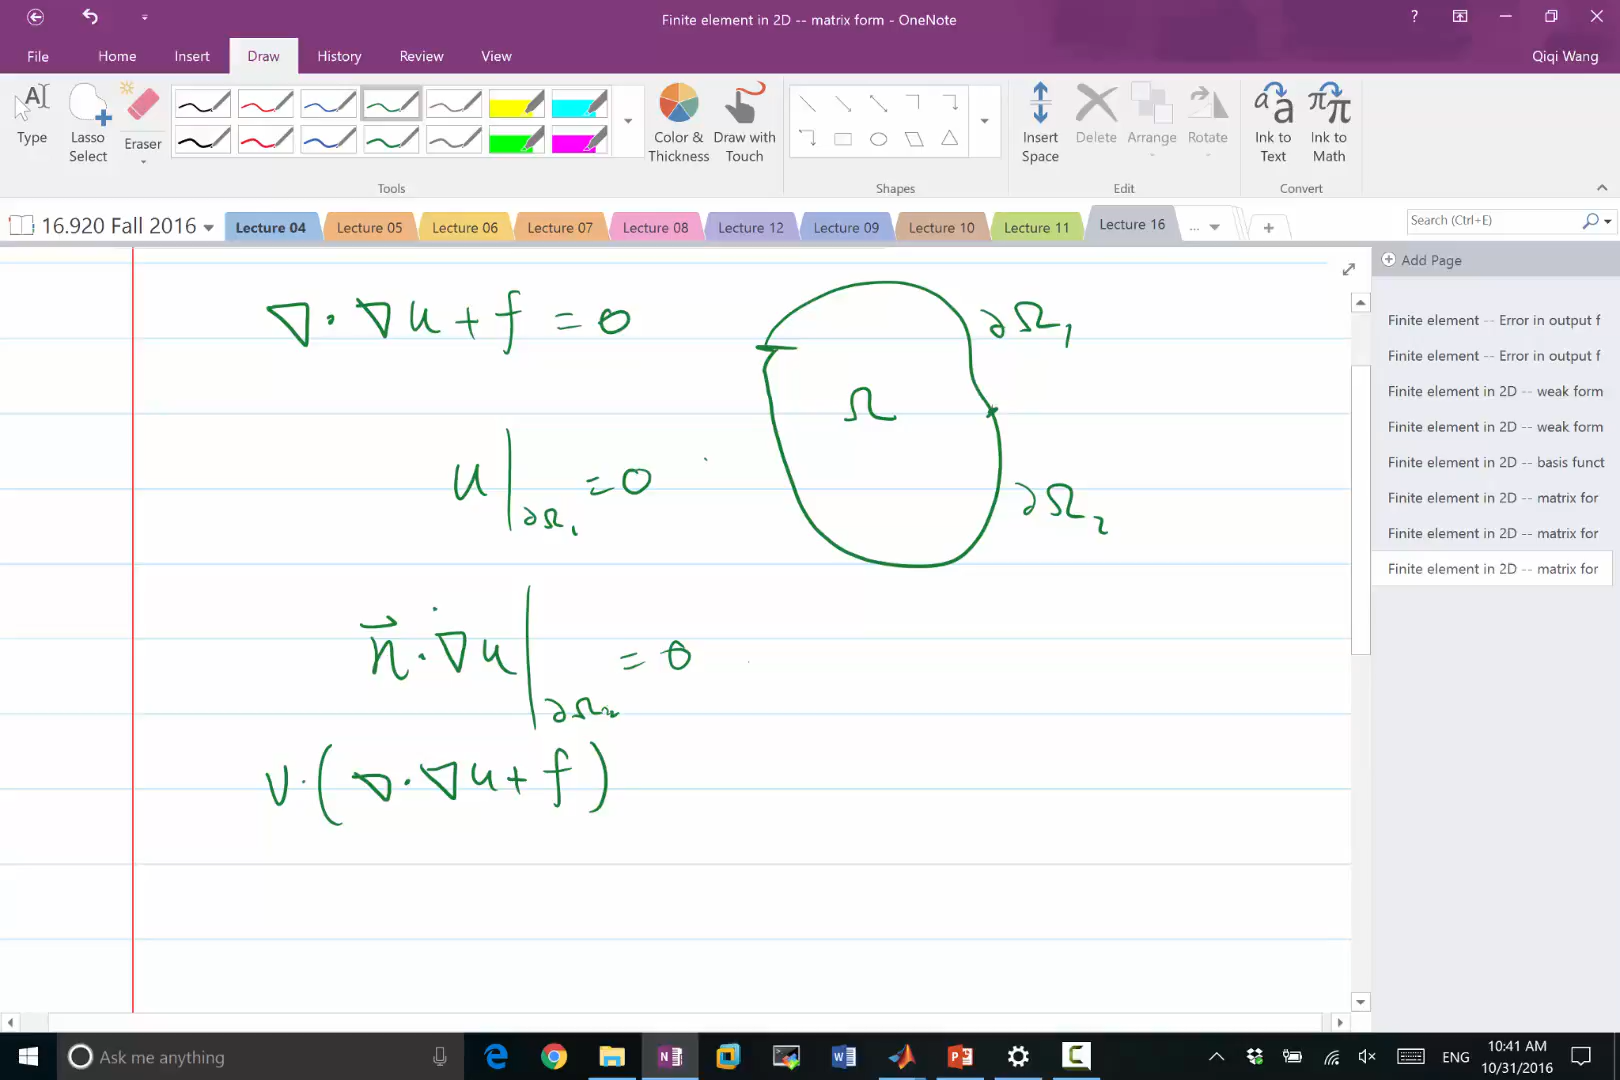 Finite element in 2D -- matrix form - OneNote
?
File Home Insert Draw History Review View
Qiqi Wang
Type
Lasso Select
Eraser
Color & Thickness
Draw with Touch
Insert Space
Delete
Arrange
Rotate
Ink to Text
Ink to Math
Tools
Shapes
Edit
Convert
16.920 Fall 2016
Lecture 04
Lecture 05
Lecture 06
Lecture 07
Lecture 08
Lecture 12
Lecture 09
Lecture 10
Lecture 11
Lecture 16
...
Search (Ctrl+E)
Add Page
Finite element -- Error in output f
Finite element -- Error in output f
Finite element in 2D -- weak form
Finite element in 2D -- weak form
Finite element in 2D -- basis funct
Finite element in 2D -- matrix for
Finite element in 2D -- matrix for
Finite element in 2D -- matrix for
∇·∇u + f = 0
∂Ω₁
Ω
u|∂Ω₁ = 0
∂Ω₂
n⃗·∇u|∂Ω₂ = 0
v·(∇·∇u + f)
Ask me anything
ENG
10:41 AM
10/31/2016